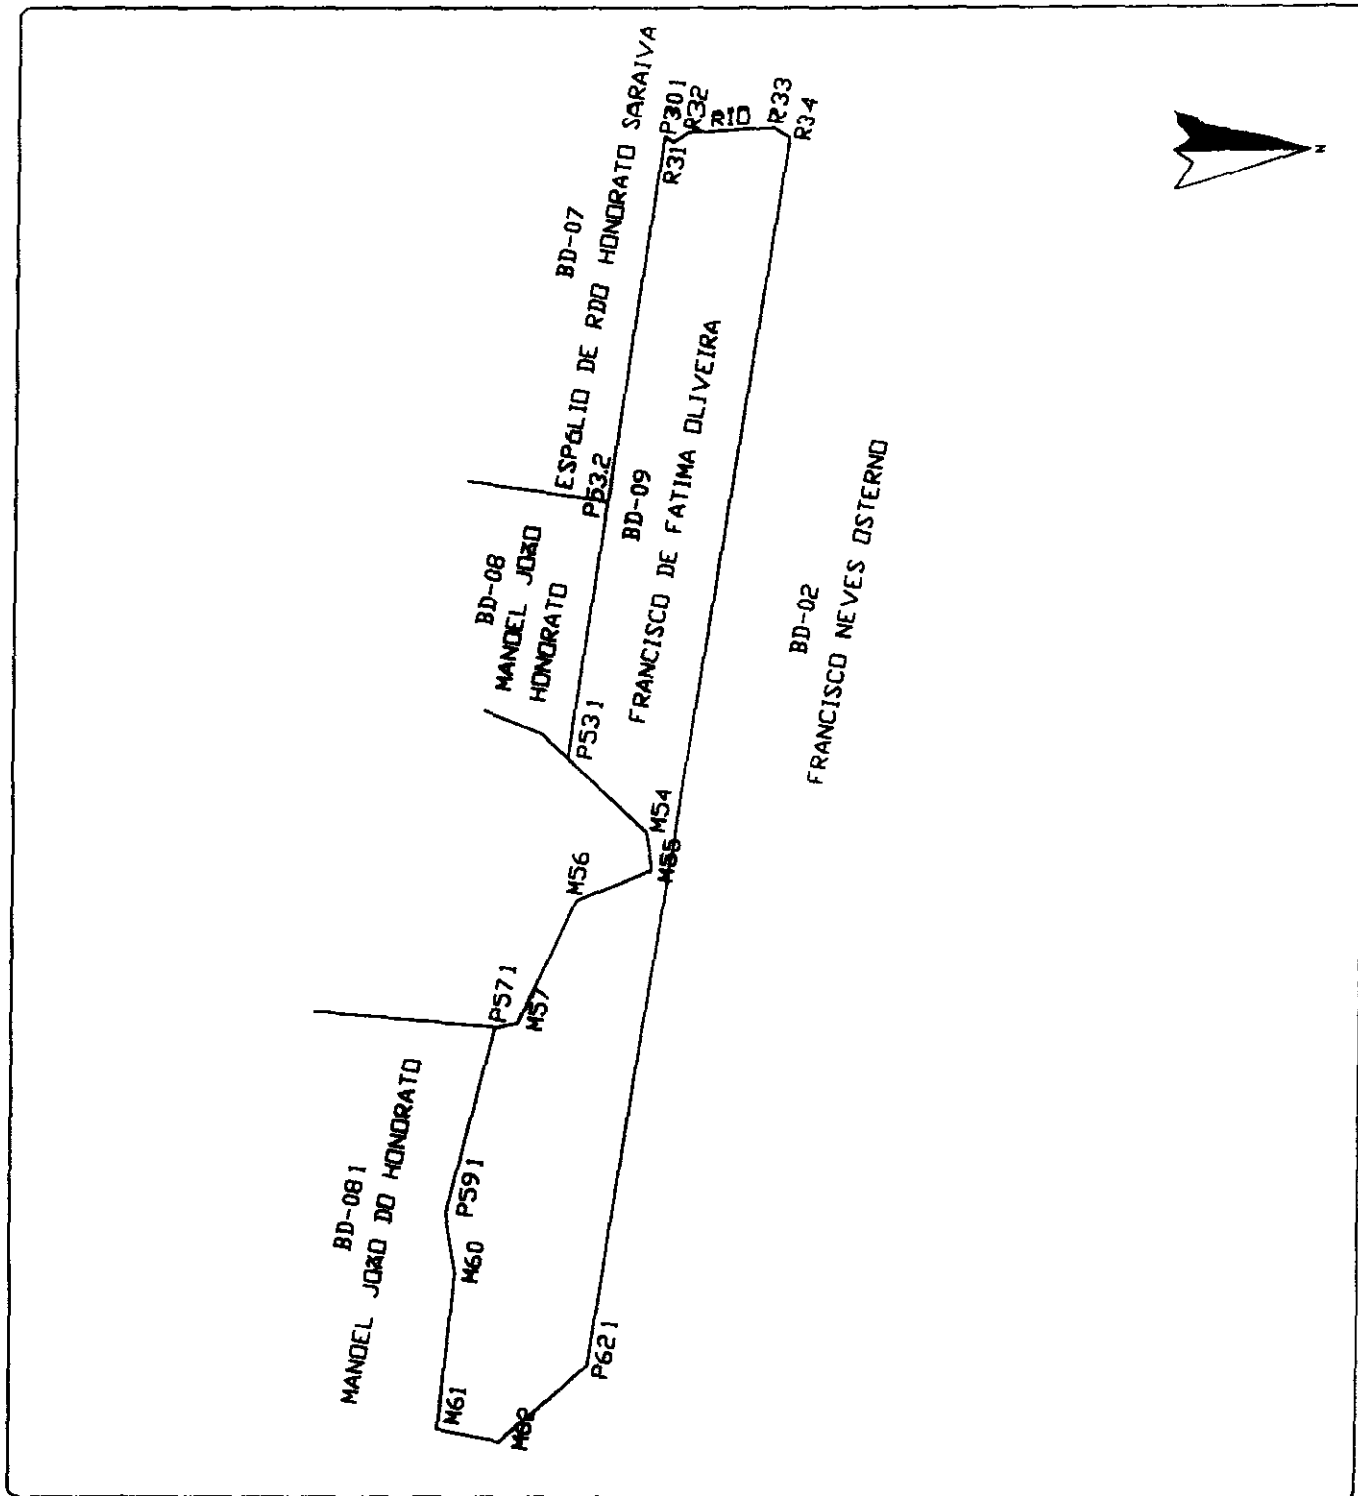 BD-07
ESPÓLIO DE RDO HONORATO SARAIVA
P301
R31
R32
RIO
R33
R34
N
P53.2
BD-08
MANOEL JOÃO
HONORATO
BD-09
FRANCISCO DE FATIMA OLIVEIRA
BD-02
FRANCISCO NEVES OSTERNO
P531
M54
M55
M56
P571
M57
BD-081
MANOEL JOÃO DO HONORATO
P591
M60
M61
M62
P621